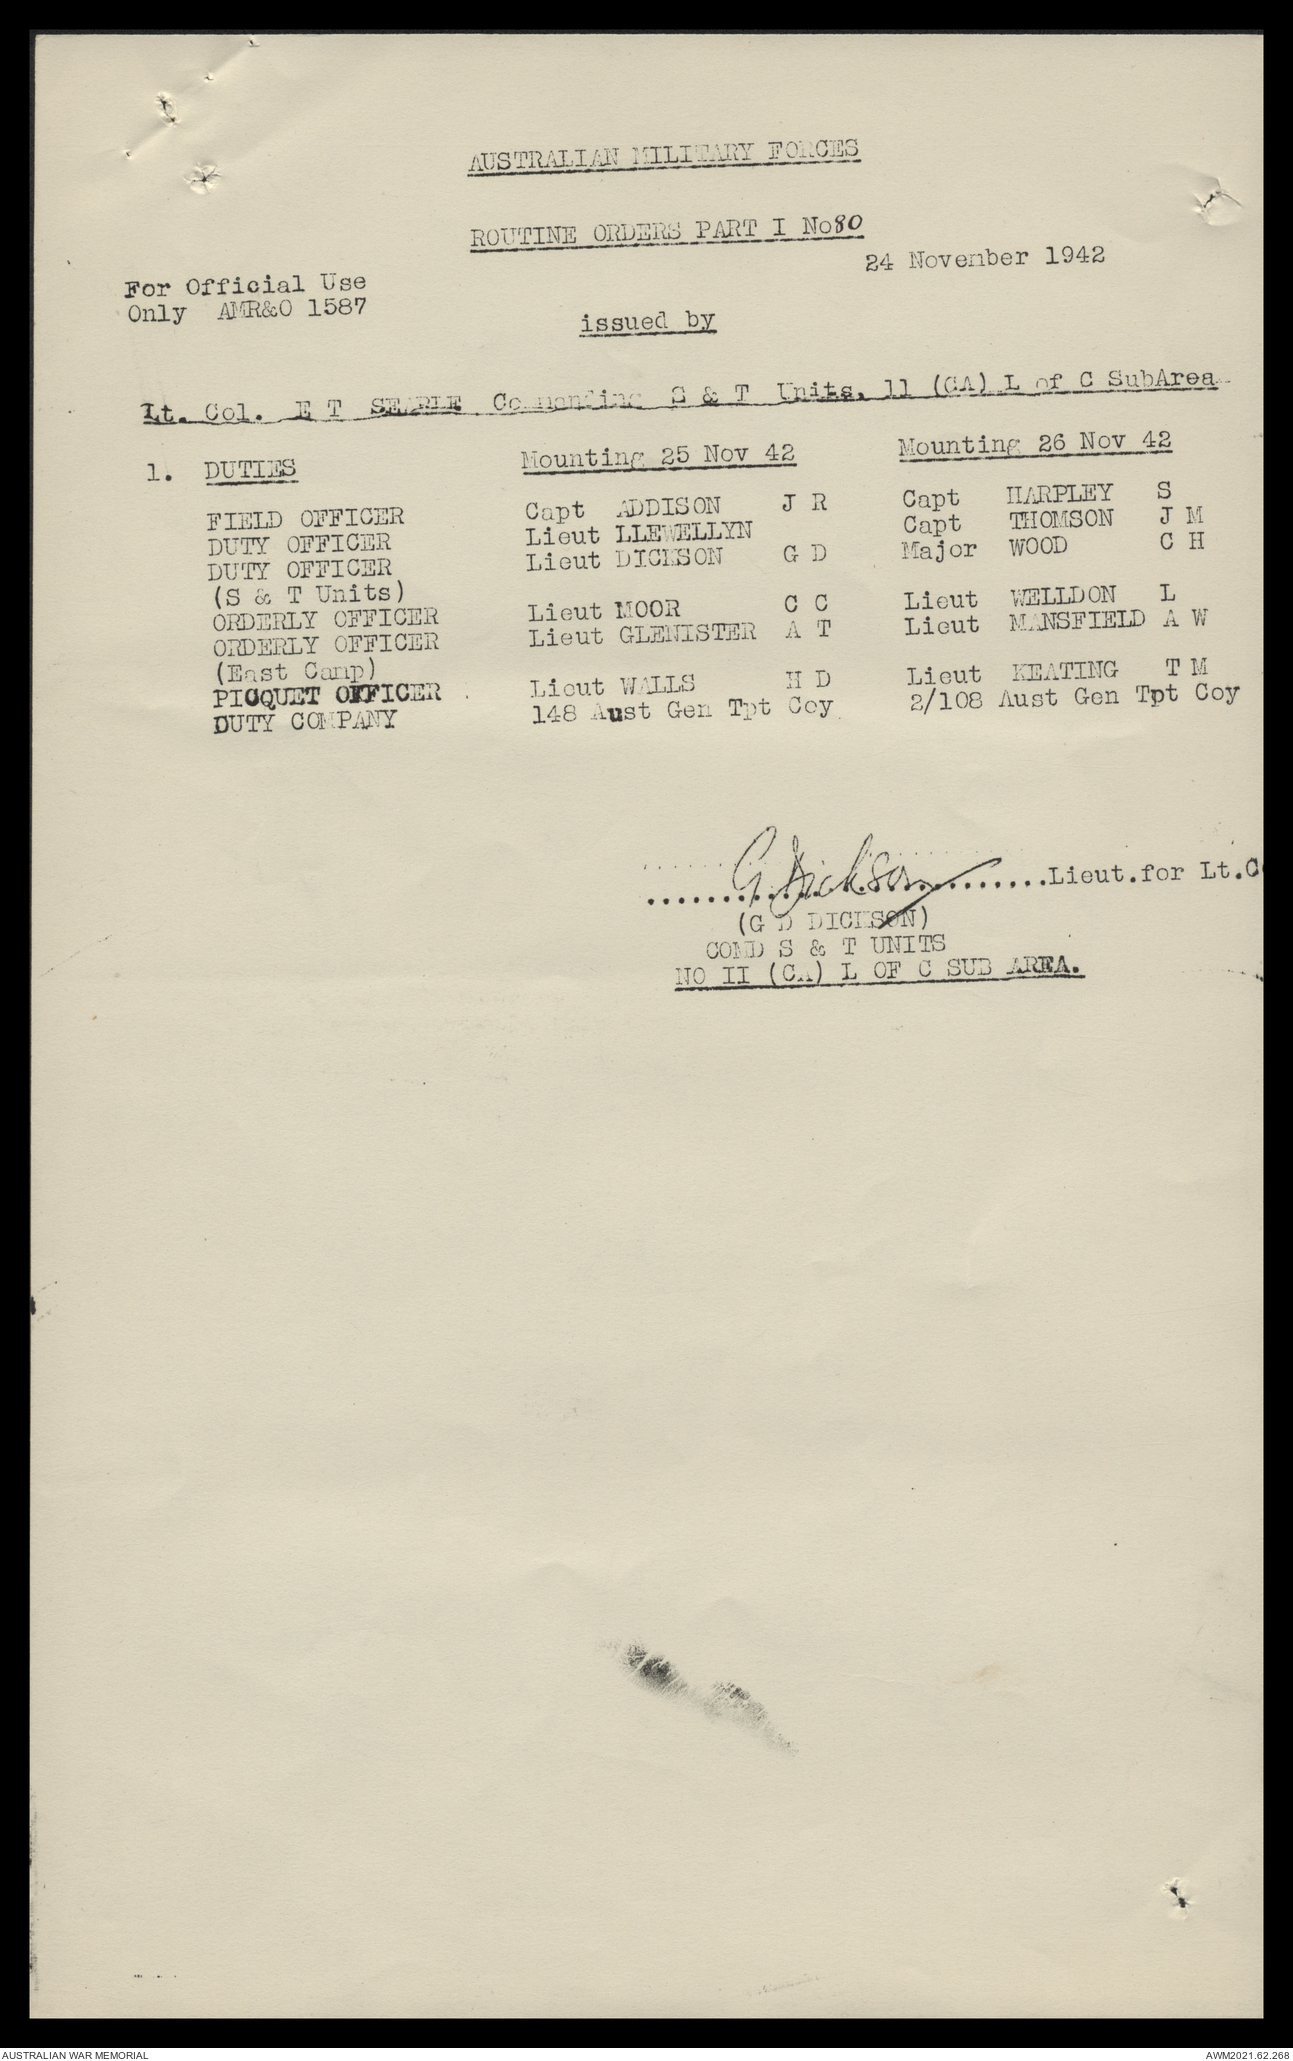 AUSTRALIAN MILITARY FORCES
ROUTINE ORDERS PART I No80
24 November 1942
For Official Use
Only AMR&O 1587
issued by
Lt. Col. E T SEARLE Commanding S & T Units, 11 (CA) L of C SubArea
1. DUTIES Mounting 25 Nov 42 Mounting 26 Nov 42
FIELD OFFICER Capt ADDISON J R Capt HARPLEY S
DUTY OFFICER Lieut LLEWELLYN Capt THOMSON J M
DUTY OFFICER Lieut DICKSON G D Major WOOD C H
(S & T Units)
ORDERLY OFFICER Lieut MOOR C C Lieut WELLDON L
ORDERLY OFFICER Lieut GLENISTER A T Lieut MANSFIELD A W
(East Camp)
PICQUET OFFICER Lieut WALLS H D Lieut KEATING T M
DUTY COMPANY 148 Aust Gen Tpt Coy 2/108 Aust Gen Tpt Coy
G Dickson
..............................Lieut.for Lt.C
(G D DICKSON)
COMD S & T UNITS
NO II (CA) L OF C SUB AREA.
AUSTRALIAN WAR MEMORIAL AWM2021.62.268